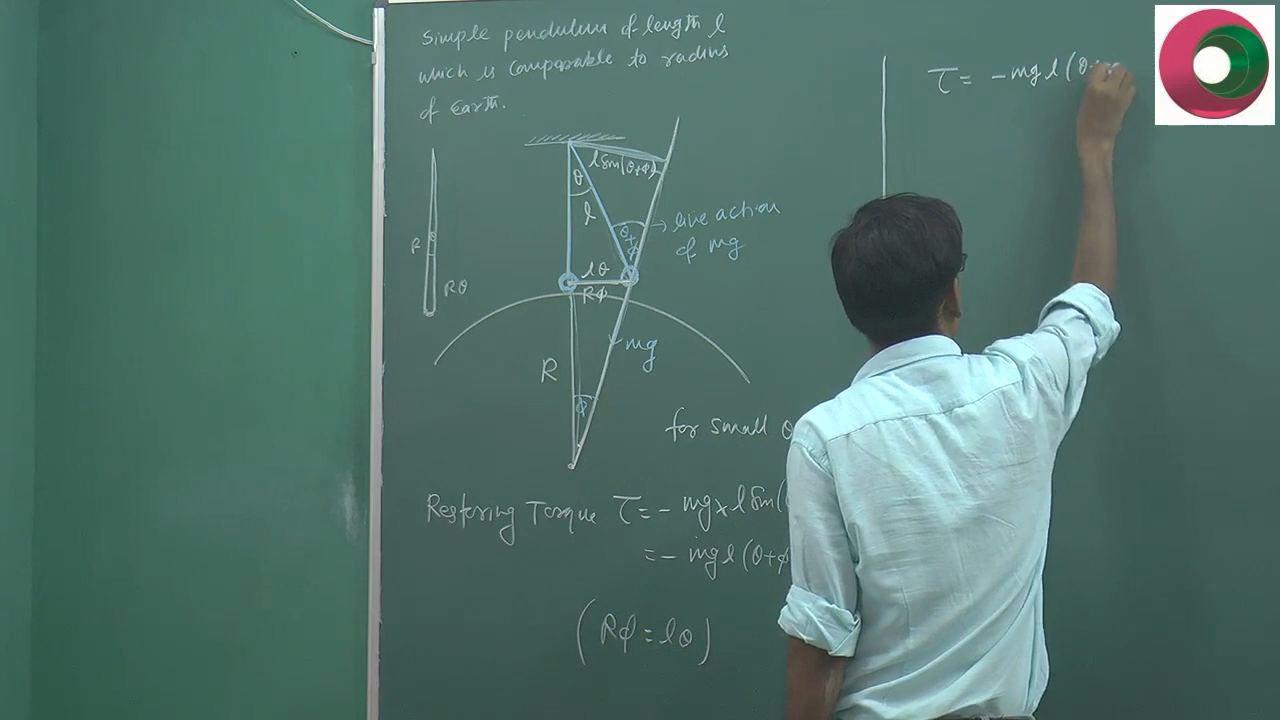 Simple pendulum of length l
which is comparable to radius
of Earth.
θ
l sin(θ+φ)
l
θ+φ
→ line action
of mg
R
Rθ
lθ
Rφ
mg
R
φ
for small θ
Restoring Torque τ = - mg x l sin(
= - mg l (θ+φ
(Rφ = lθ)
τ = - mg l (θ+